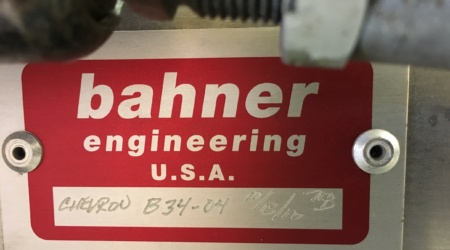 bahner
engineering
U.S.A.
CHEVRON B34-04